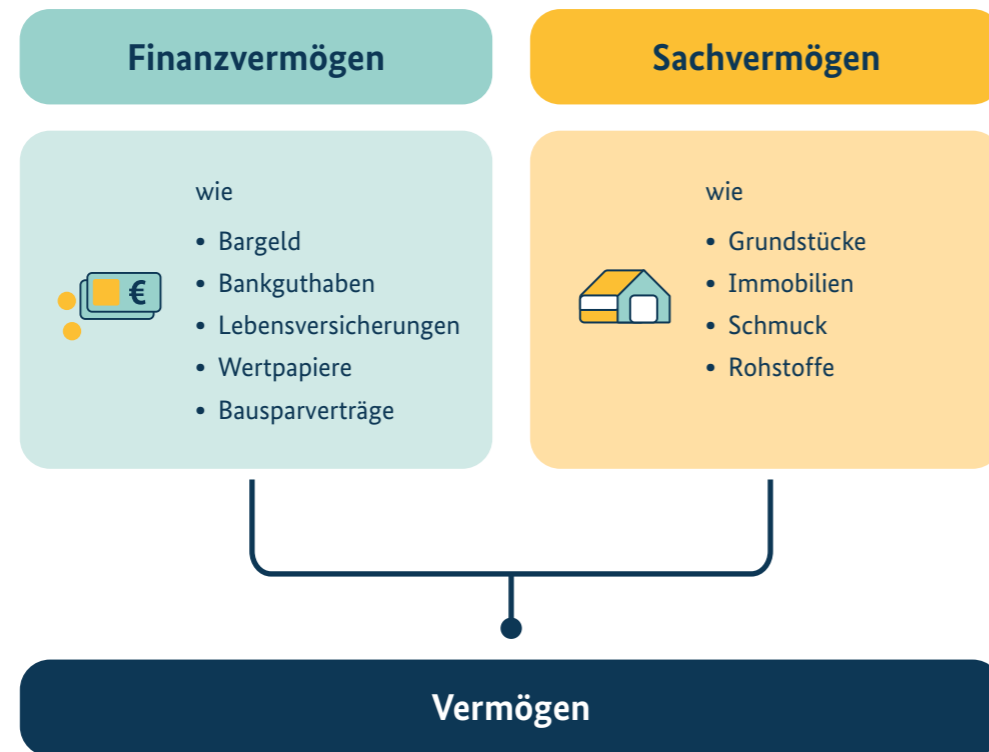 Finanzvermögen
wie
• Bargeld
• Bankguthaben
• Lebensversicherungen
• Wertpapiere
• Bausparverträge
€
Sachvermögen
wie
• Grundstücke
• Immobilien
• Schmuck
• Rohstoffe
Vermögen